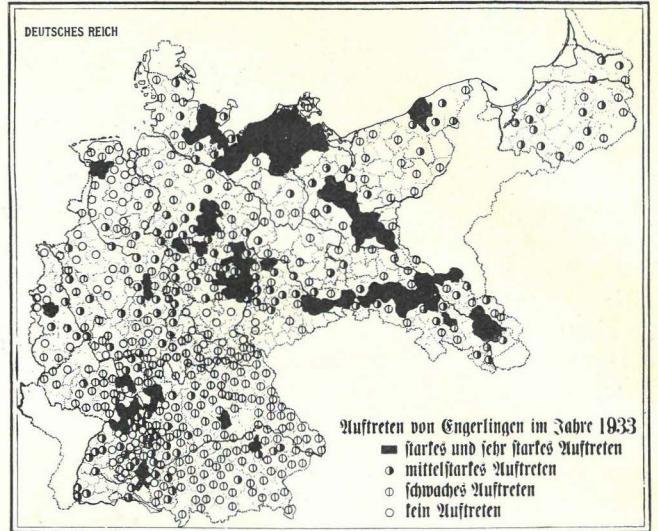 DEUTSCHES REICH
Auftreten von Engerlingen im Jahre 1933
starkes und sehr starkes Auftreten
mittelstarkes Auftreten
schwaches Auftreten
kein Auftreten